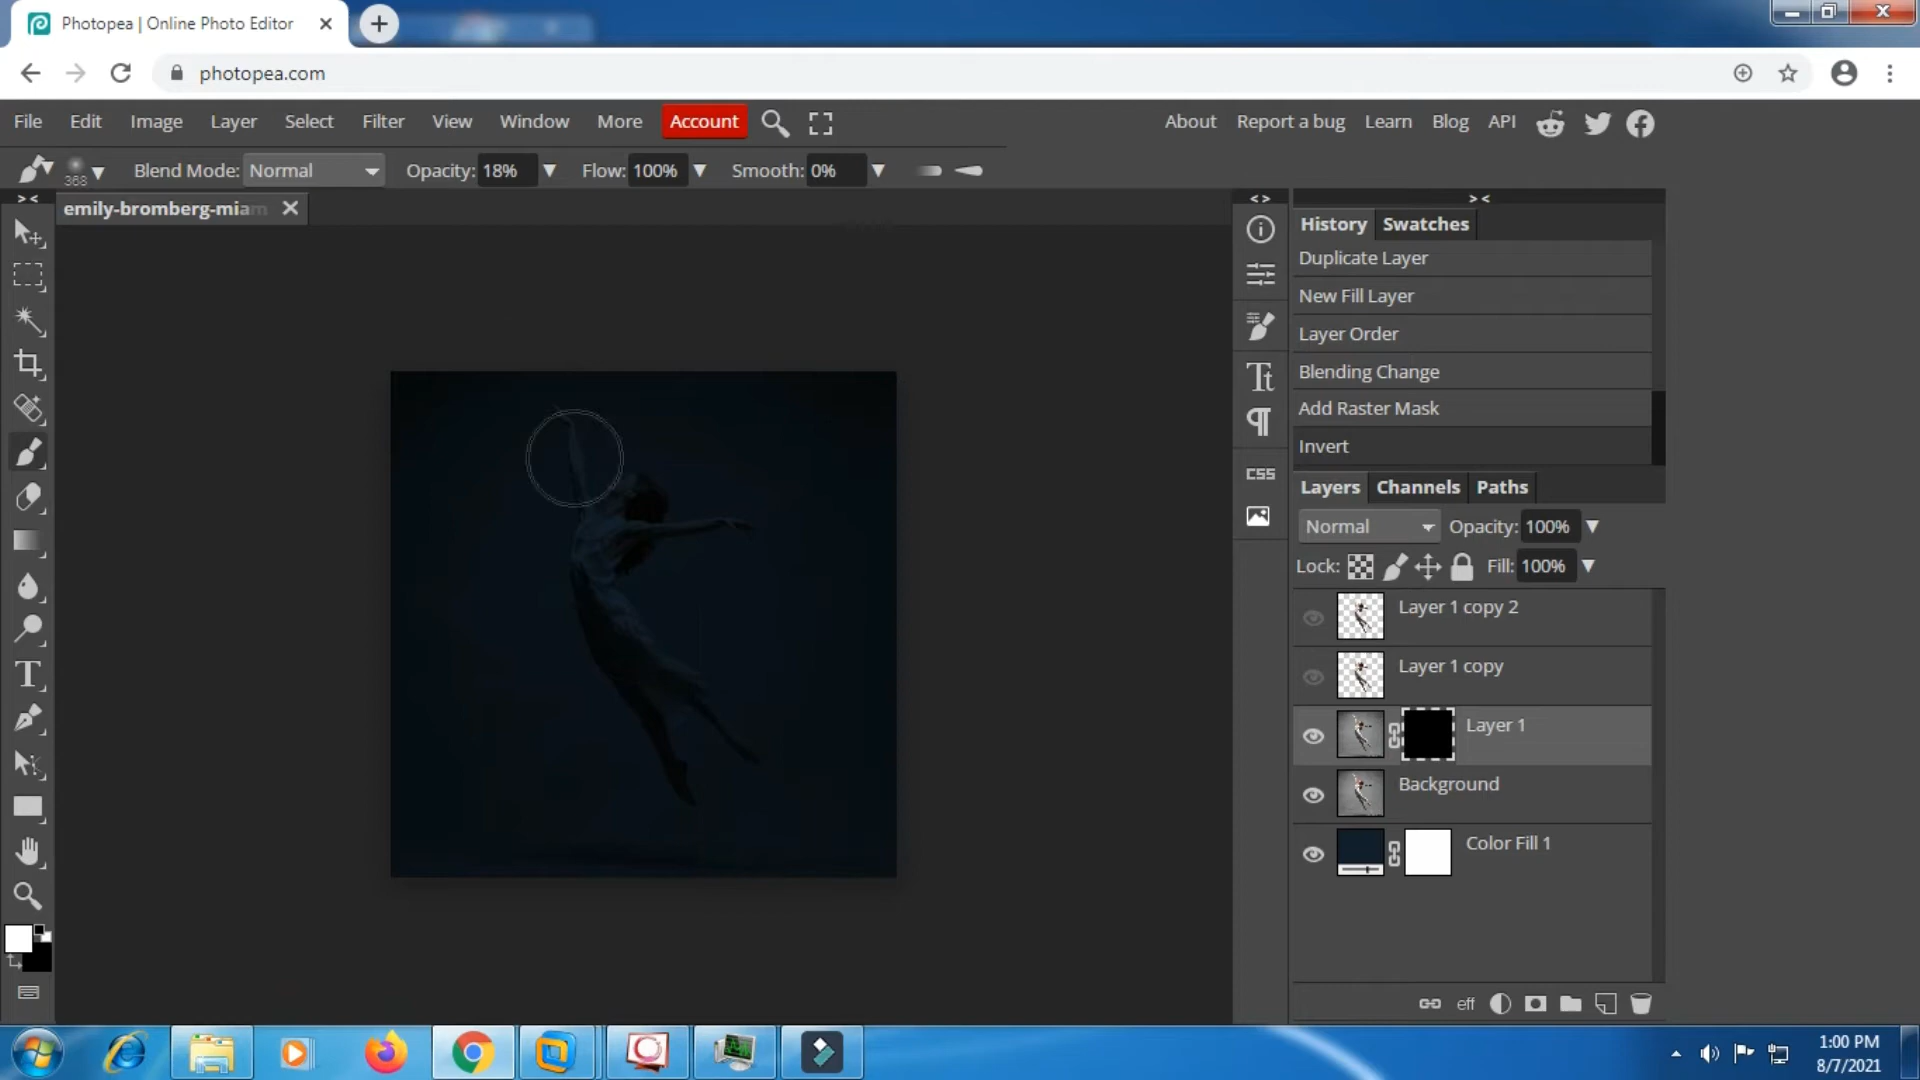 Photopea | Online Photo Editor
photopea.com
File Edit Image Layer Select Filter View Window More Account About Report a bug Learn Blog API
368 Blend Mode: Normal Opacity: 18% Flow: 100% Smooth: 0%
> < emily-bromberg-miam < > > <
History Swatches
Duplicate Layer
New Fill Layer
Layer Order
Blending Change
Add Raster Mask
Invert
CSS
Layers Channels Paths
Normal Opacity: 100%
Lock: Fill: 100%
Layer 1 copy 2
Layer 1 copy
Layer 1
Background
Color Fill 1
eff
1:00 PM
8/7/2021